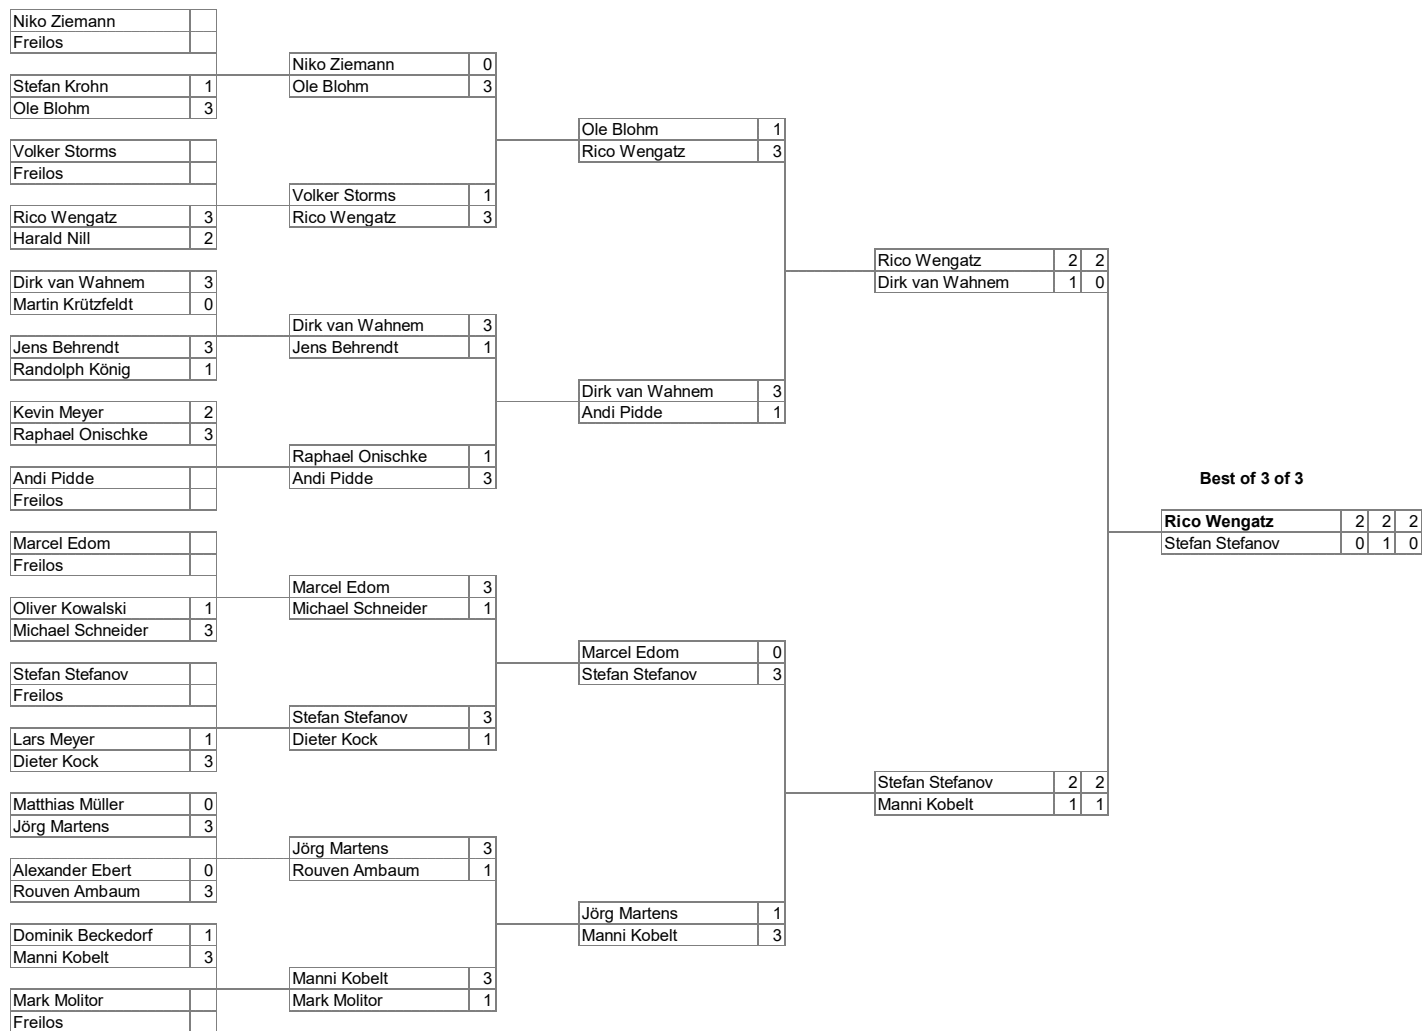 Niko Ziemann
Freilos
Stefan Krohn 1
Ole Blohm 3
Volker Storms
Freilos
Rico Wengatz 3
Harald Nill 2
Dirk van Wahnem 3
Martin Krützfeldt 0
Jens Behrendt 3
Randolph König 1
Kevin Meyer 2
Raphael Onischke 3
Andi Pidde
Freilos
Marcel Edom
Freilos
Oliver Kowalski 1
Michael Schneider 3
Stefan Stefanov
Freilos
Lars Meyer 1
Dieter Kock 3
Matthias Müller 0
Jörg Martens 3
Alexander Ebert 0
Rouven Ambaum 3
Dominik Beckedorf 1
Manni Kobelt 3
Mark Molitor
Freilos
Niko Ziemann 0
Ole Blohm 3
Volker Storms 1
Rico Wengatz 3
Dirk van Wahnem 3
Jens Behrendt 1
Raphael Onischke 1
Andi Pidde 3
Marcel Edom 3
Michael Schneider 1
Stefan Stefanov 3
Dieter Kock 1
Jörg Martens 3
Rouven Ambaum 1
Manni Kobelt 3
Mark Molitor 1
Ole Blohm 1
Rico Wengatz 3
Dirk van Wahnem 3
Andi Pidde 1
Marcel Edom 0
Stefan Stefanov 3
Jörg Martens 1
Manni Kobelt 3
Rico Wengatz 2 2
Dirk van Wahnem 1 0
Stefan Stefanov 2 2
Manni Kobelt 1 1
Best of 3 of 3
Rico Wengatz 2 2 2
Stefan Stefanov 0 1 0